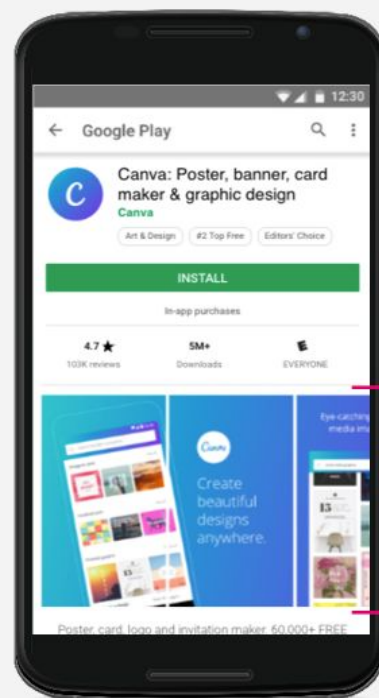 12:30
Google Play
Canva: Poster, banner, card
maker & graphic design
Canva
Art & Design #2 Top Free Editors' Choice
INSTALL
In-app purchases
4.7★ 5M+ E
103K reviews Downloads EVERYONE
Canva
Create
beautiful
designs
anywhere.
Eye-catching
media
Poster, card, logo and invitation maker. 60,000+ FREE